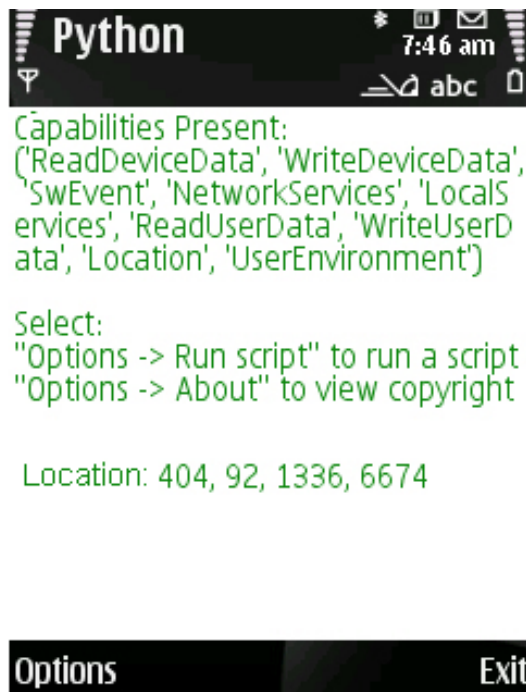 Python
7:46 am
abc
Capabilities Present:
('ReadDeviceData', 'WriteDeviceData',
'SwEvent', 'NetworkServices', 'LocalS
ervices', 'ReadUserData', 'WriteUserD
ata', 'Location', 'UserEnvironment')
Select:
"Options -> Run script" to run a script
"Options -> About" to view copyright
Location: 404, 92, 1336, 6674
Options
Exit